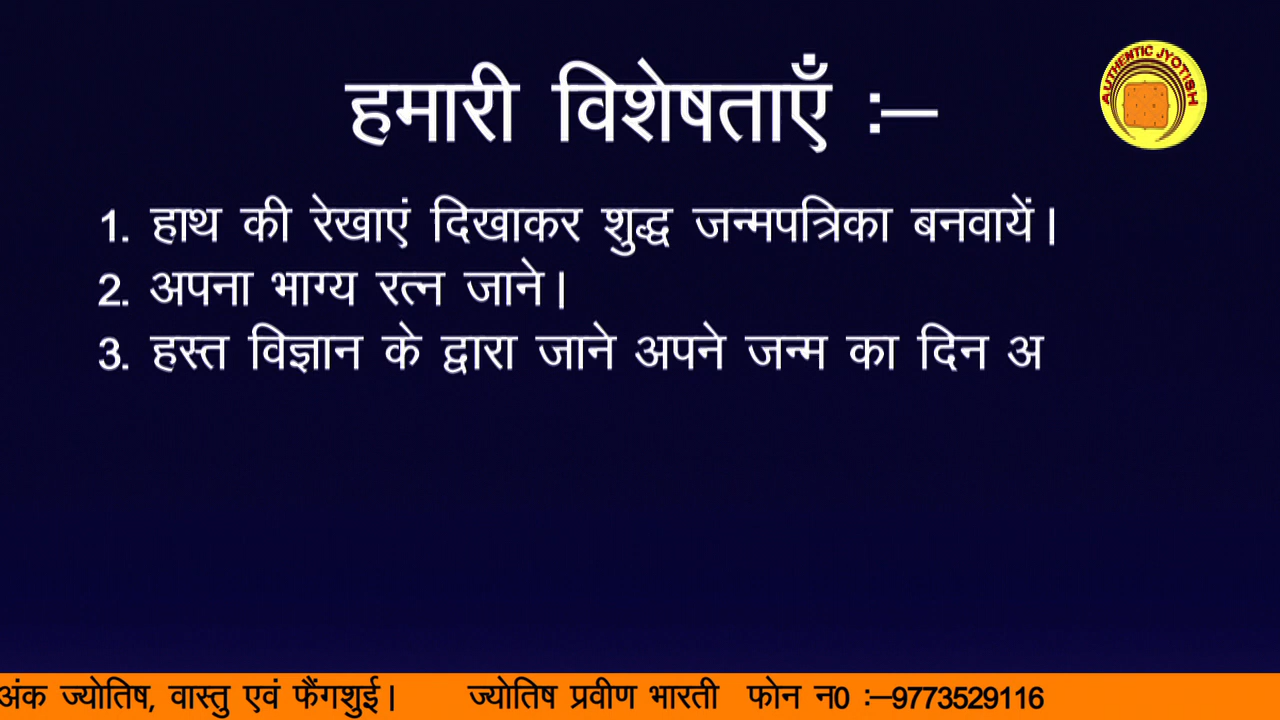 हमारी विशेषताएँ :–
AUTHENTIC JYOTISH
1. हाथ की रेखाएं दिखाकर शुद्ध जन्मपत्रिका बनवायें।
2. अपना भाग्य रत्न जाने।
3. हस्त विज्ञान के द्वारा जाने अपने जन्म का दिन अ
अंक ज्योतिष, वास्तु एवं फैंगशुई। ज्योतिष प्रवीण भारती फोन न0 :–9773529116